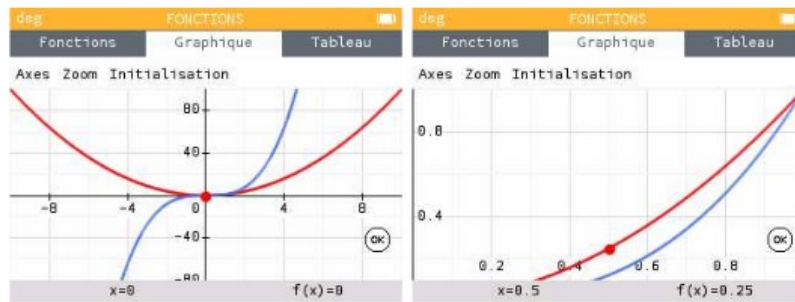 deg FONCTIONS
Fonctions Graphique Tableau
Axes Zoom Initialisation
80
40
-8 -4 0 4 8
-40
OK
-80
x=0 f(x)=0
deg FONCTIONS
Fonctions Graphique Tableau
Axes Zoom Initialisation
0.8
0.4
OK
0.2 0.4 0.6 0.8
x=0.5 f(x)=0.25